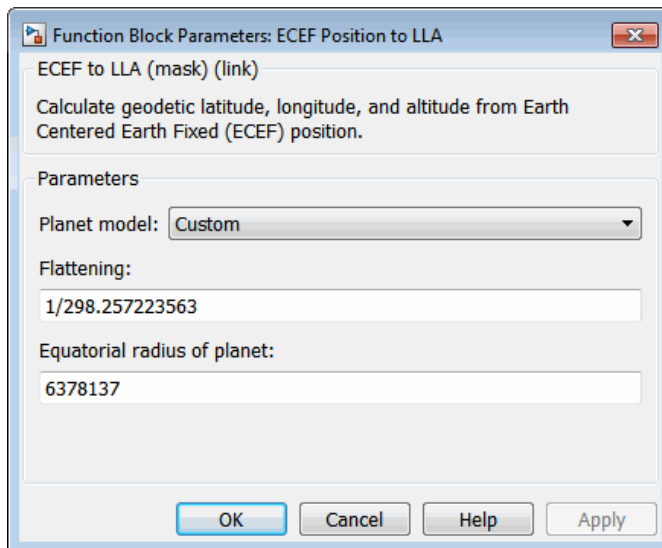 Function Block Parameters: ECEF Position to LLA
ECEF to LLA (mask) (link)
Calculate geodetic latitude, longitude, and altitude from Earth
Centered Earth Fixed (ECEF) position.
Parameters
Planet model: Custom
Flattening:
1/298.257223563
Equatorial radius of planet:
6378137
OK Cancel Help Apply